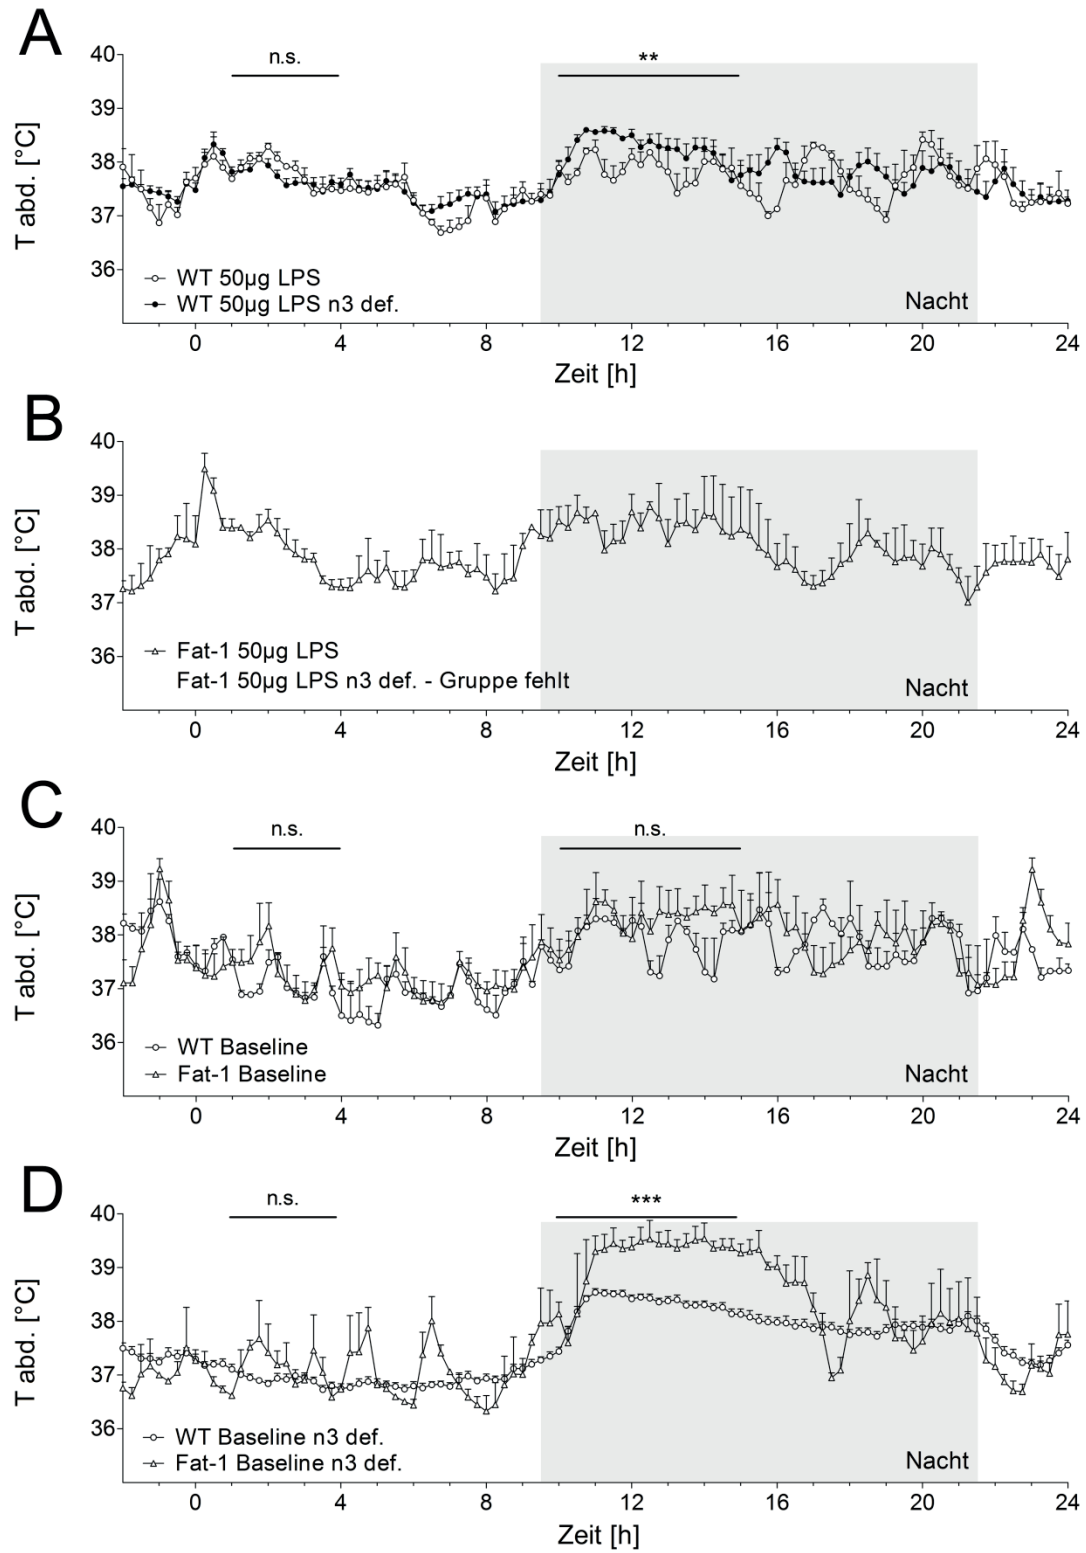 A
T abd. [°C]
40
39
38
37
36
n.s.
**
WT 50µg LPS
WT 50µg LPS n3 def.
Nacht
0 4 8 12 16 20 24
Zeit [h]
B
T abd. [°C]
40
39
38
37
36
Fat-1 50µg LPS
Fat-1 50µg LPS n3 def. - Gruppe fehlt
Nacht
0 4 8 12 16 20 24
Zeit [h]
C
T abd. [°C]
40
39
38
37
36
n.s.
n.s.
WT Baseline
Fat-1 Baseline
Nacht
0 4 8 12 16 20 24
Zeit [h]
D
T abd. [°C]
40
39
38
37
36
n.s.
***
WT Baseline n3 def.
Fat-1 Baseline n3 def.
Nacht
0 4 8 12 16 20 24
Zeit [h]